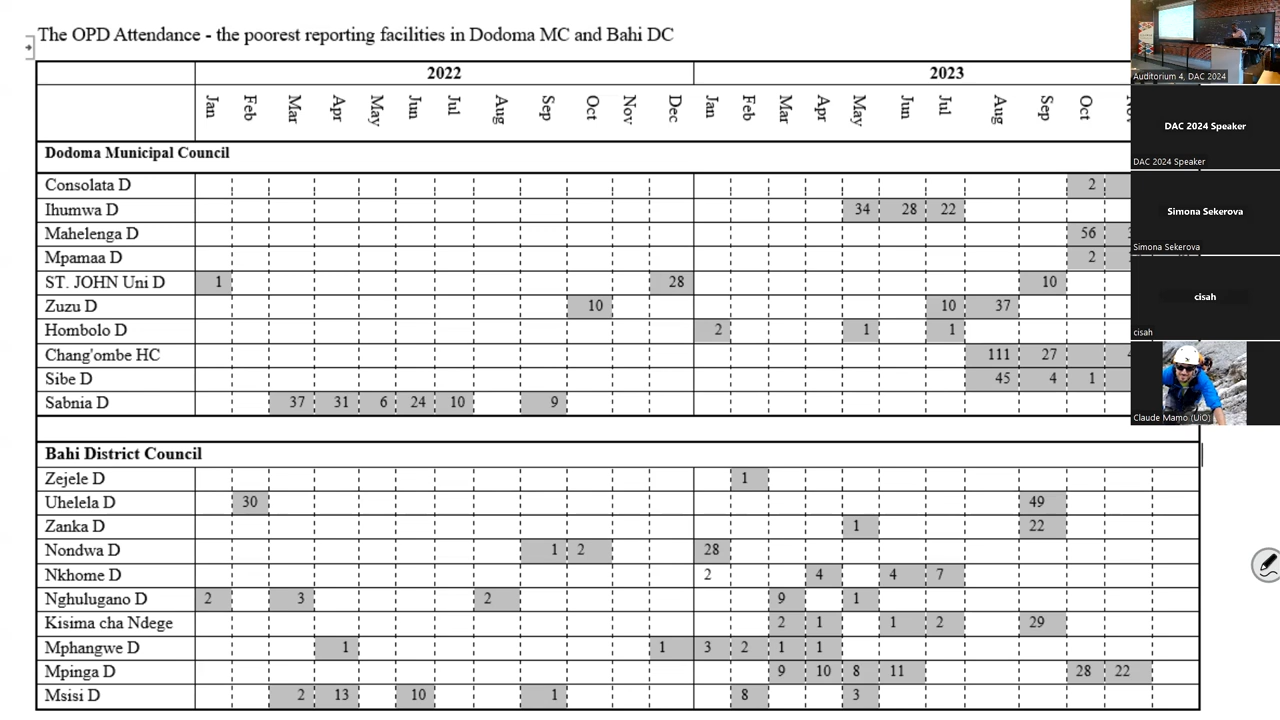 The OPD Attendance - the poorest reporting facilities in Dodoma MC and Bahi DC
2022 2023
Jan Feb Mar Apr May Jun Jul Aug Sep Oct Nov Dec Jan Feb Mar Apr May Jun Jul Aug Sep Oct
Dodoma Municipal Council
Consolata D 2
Ihumwa D 34 28 22
Mahelenga D 56
Mpamaa D 2
ST. JOHN Uni D 1 28 10
Zuzu D 10 10 37
Hombolo D 2 1 1
Chang'ombe HC 111 27
Sibe D 45 4 1
Sabnia D 37 31 6 24 10 9
Bahi District Council
Zejele D 1
Uhelela D 30 49
Zanka D 1 22
Nondwa D 1 2 28
Nkhome D 2 4 4 7
Nghulugano D 2 3 2 9 1
Kisima cha Ndege 2 1 1 2 29
Mphangwe D 1 1 3 2 1 1
Mpinga D 9 10 8 11 28 22
Msisi D 2 13 10 1 8 3
Auditorium 4, DAC 2024
DAC 2024 Speaker
DAC 2024 Speaker
Simona Sekerova
Simona Sekerova
cisah
cisah
Claude Mamo (UiO)